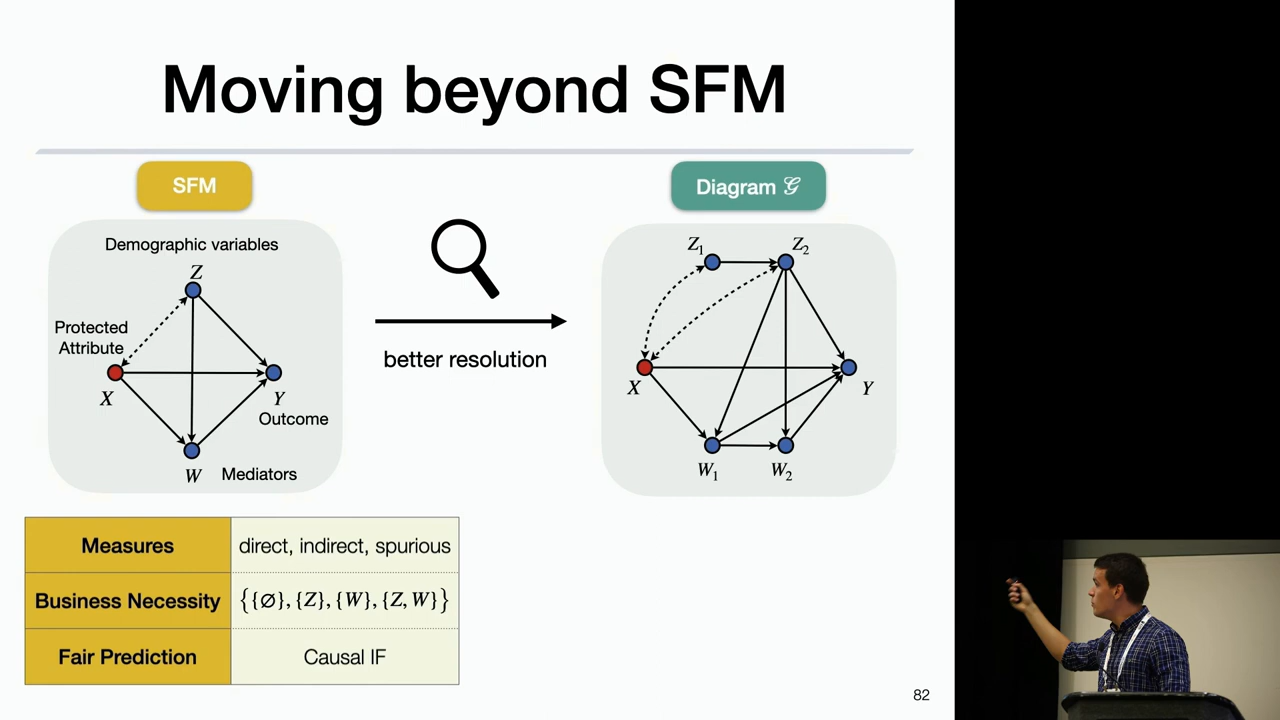 Moving beyond SFM
SFM
Diagram 𝒢
Demographic variables
Z
Protected
Attribute
X
Y
Outcome
W
Mediators
better resolution
Z₁
Z₂
X
Y
W₁
W₂
Measures
direct, indirect, spurious
Business Necessity
{{∅}, {Z}, {W}, {Z, W}}
Fair Prediction
Causal IF
82